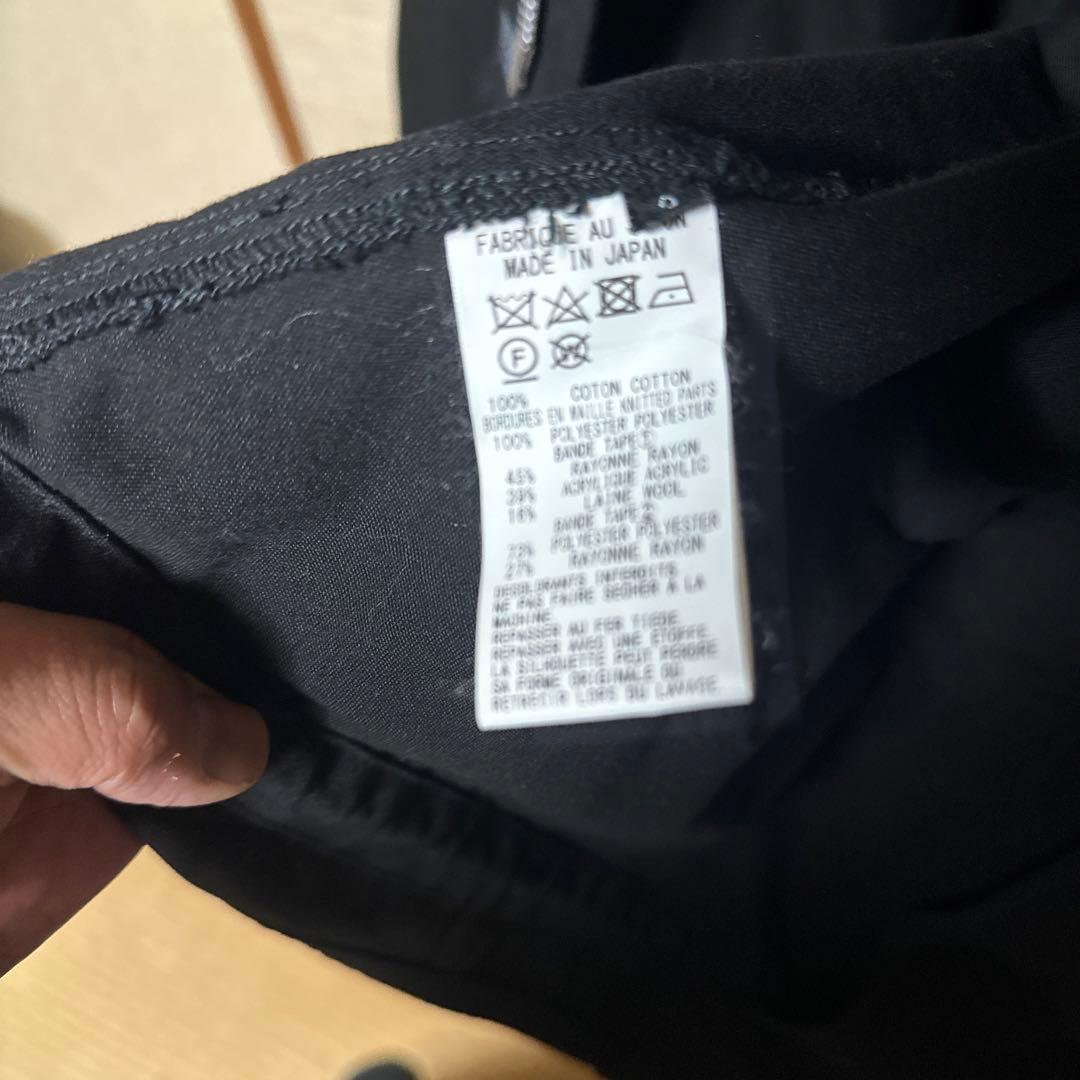 FABRIQUE AU
MADE IN JAPAN
F
W
100% COTON COTTON
BORDURES EN MAILLE KNITTED PARTS
100% POLYESTER POLYESTER
BANDE TAPE①
45% RAYONNE RAYON
39% ACRYLIQUE ACRYLIC
16% LAINE WOOL
BANDE TAPE②
73% POLYESTER POLYESTER
27% RAYONNE RAYON
DECOLORANTS INTERDITS
NE PAS FAIRE SECHER A LA
MACHINE
REPASSER AU FER TIEDE
REPASSER AVEC UNE ETOFFE
LA SILHOUETTE PEUT PERDRE
SA FORME ORIGINALE OU
RETRECIR LORS DU LAVAGE